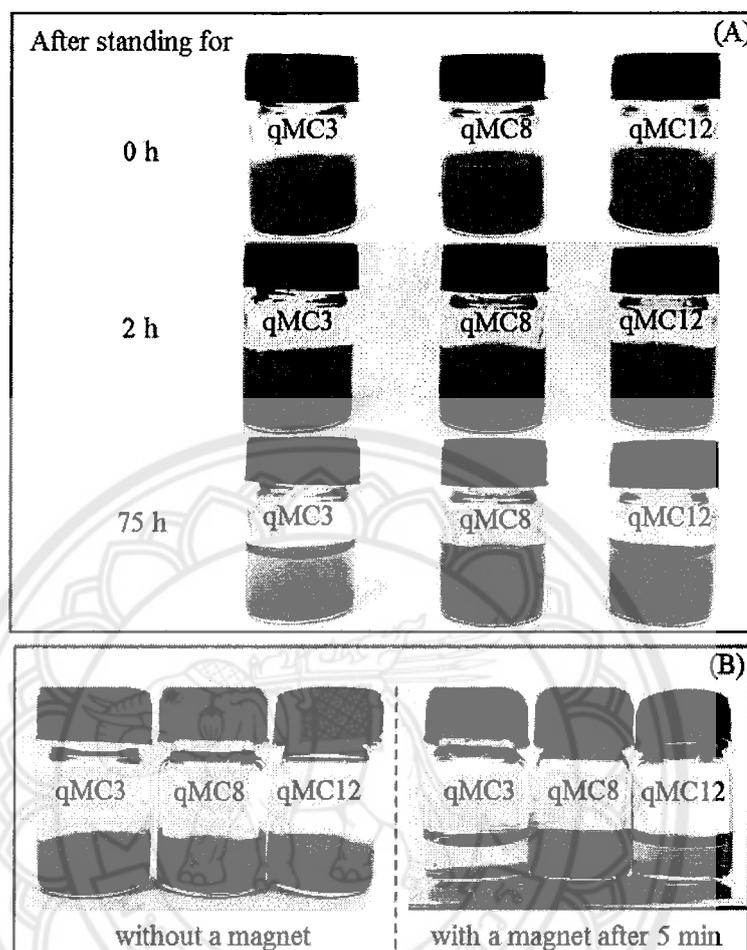 After standing for
(A)
qMC3 qMC8 qMC12
0 h
qMC3 qMC8 qMC12
2 h
qMC3 qMC8 qMC12
75 h
(B)
qMC3 qMC8 qMC12 qMC3 qMC8 qMC12
without a magnet with a magnet after 5 min